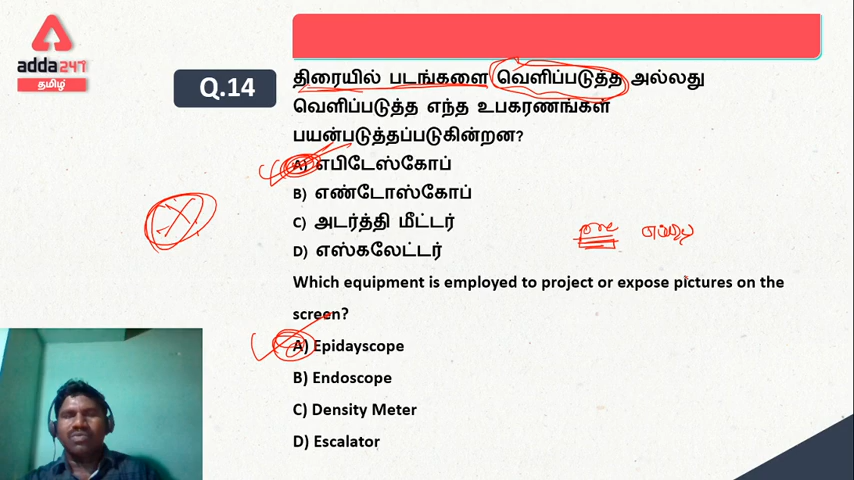 adda247
தமிழ்
Q.14
திரையில் படங்களை வெளிப்படுத்த அல்லது
வெளிப்படுத்த எந்த உபகரணங்கள்
பயன்படுத்தப்படுகின்றன?
A) எபிடேஸ்கோப்
B) எண்டோஸ்கோப்
C) அடர்த்தி மீட்டர்
D) எஸ்கலேட்டர்
Which equipment is employed to project or expose pictures on the
screen?
A) Epidayscope
B) Endoscope
C) Density Meter
D) Escalator